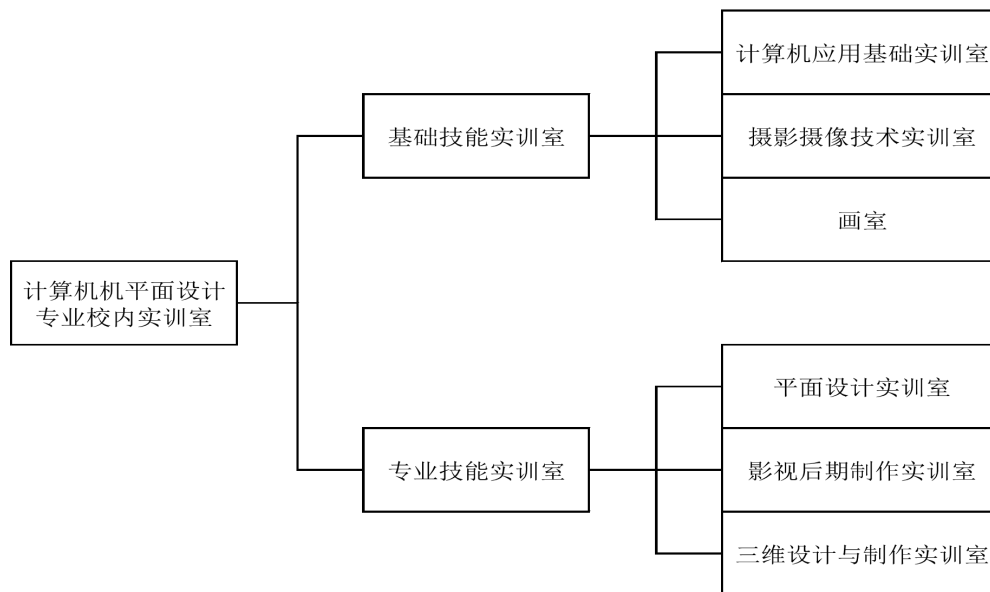 计算机应用基础实训室
基础技能实训室
摄影摄像技术实训室
画室
计算机机平面设计
专业校内实训室
平面设计实训室
专业技能实训室
影视后期制作实训室
三维设计与制作实训室